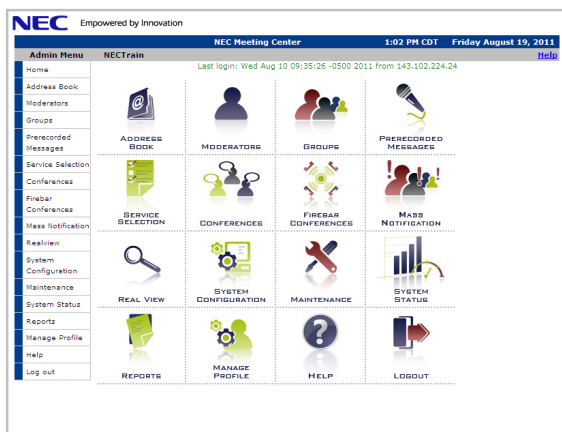 NEC Empowered by Innovation
NEC Meeting Center 1:02 PM CDT Friday August 19, 2011
Admin Menu NECTrain Help
Last login: Wed Aug 10 09:35:26 -0500 2011 from 143.102.224.24
Home
Address Book
Moderators
Groups
Prerecorded
Messages
Service Selection
Conferences
Firebar
Conferences
Mass Notification
Realview
System
Configuration
Maintenance
System Status
Reports
Manage Profile
Help
Log out
ADDRESS
BOOK
MODERATORS
GROUPS
PRERECORDED
MESSAGES
SERVICE
SELECTION
CONFERENCES
FIREBAR
CONFERENCES
MASS
NOTIFICATION
REAL VIEW
SYSTEM
CONFIGURATION
MAINTENANCE
SYSTEM
STATUS
REPORTS
MANAGE
PROFILE
HELP
LOGOUT